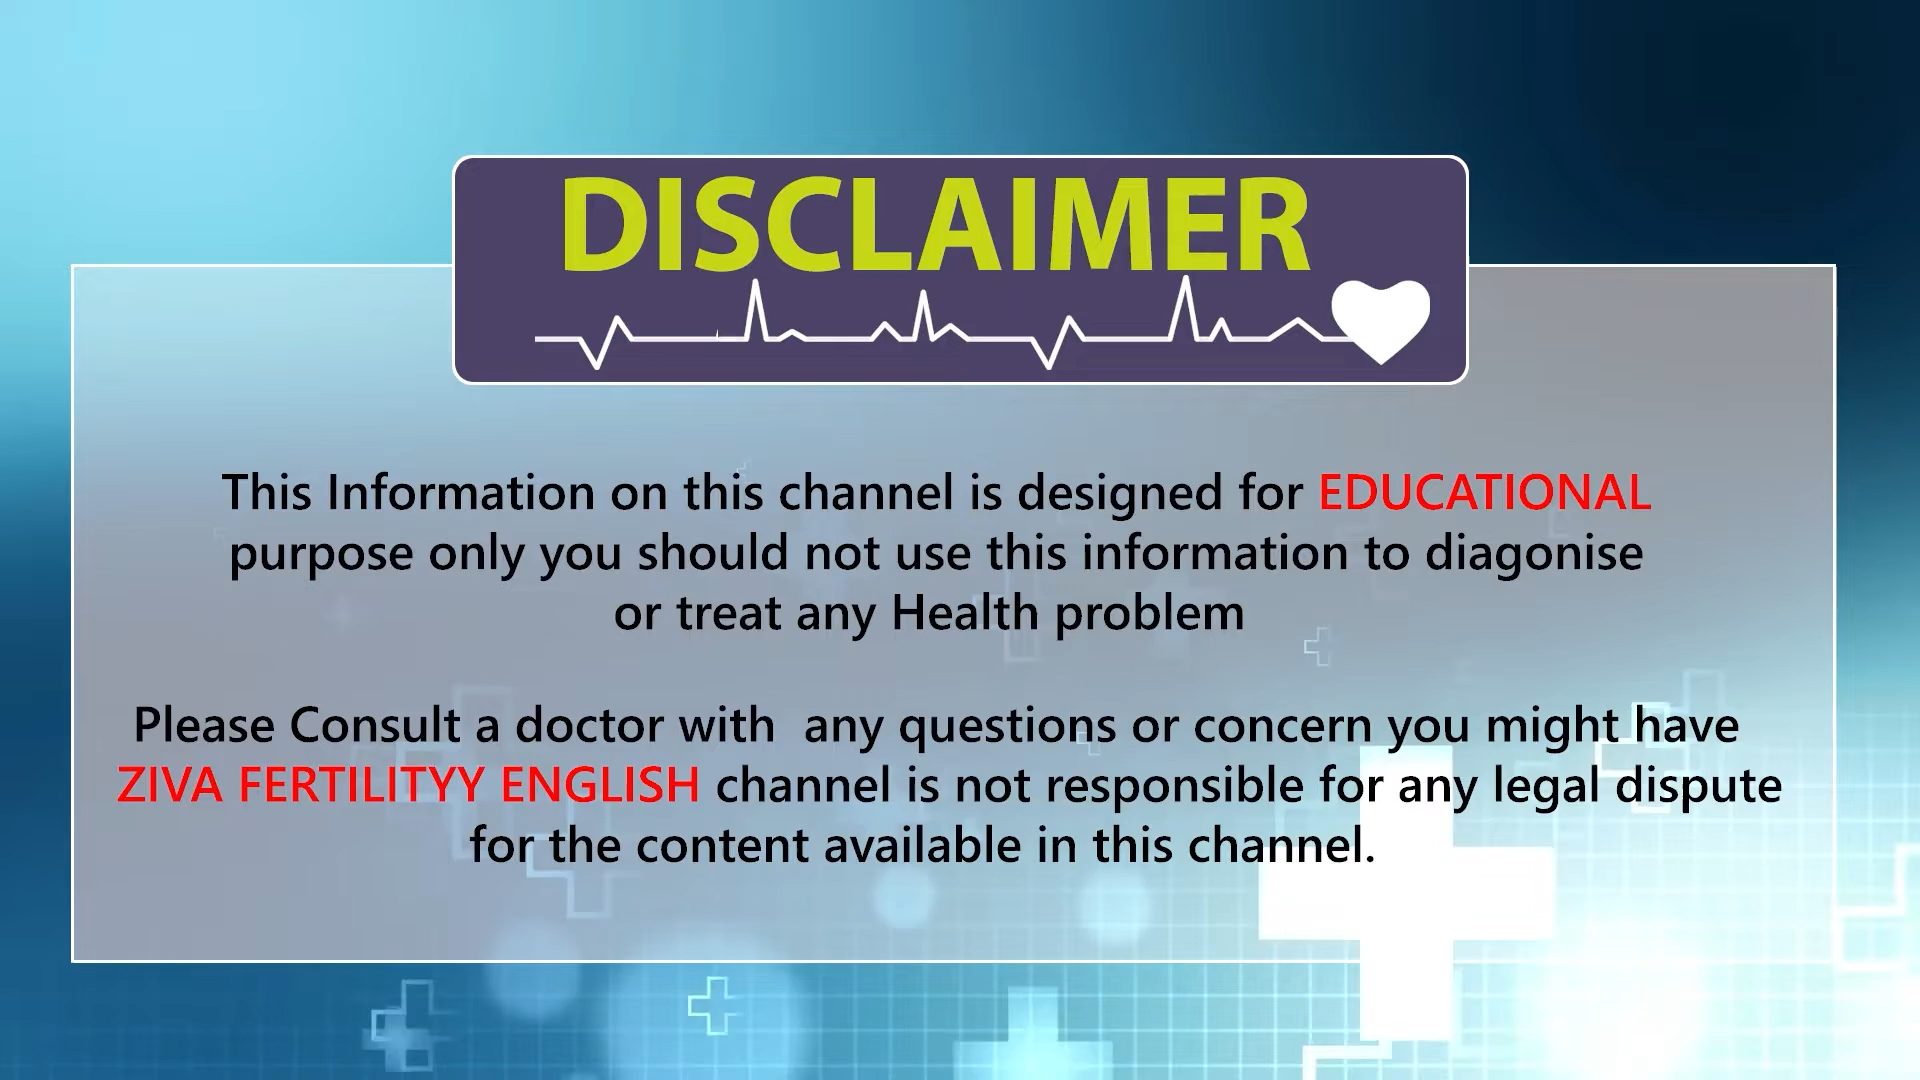 DISCLAIMER
This Information on this channel is designed for EDUCATIONAL
purpose only you should not use this information to diagonise
or treat any Health problem
Please Consult a doctor with  any questions or concern you might have
ZIVA FERTILITYY ENGLISH channel is not responsible for any legal dispute
for the content available in this channel.